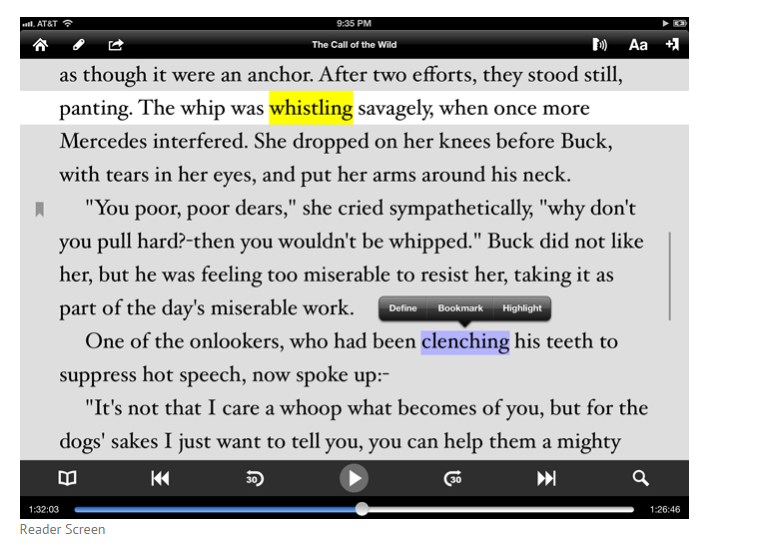 AT&T 9:35 PM
The Call of the Wild Aa
as though it were an anchor. After two efforts, they stood still,
panting. The whip was whistling savagely, when once more
Mercedes interfered. She dropped on her knees before Buck,
with tears in her eyes, and put her arms around his neck.
"You poor, poor dears," she cried sympathetically, "why don't
you pull hard?-then you wouldn't be whipped." Buck did not like
her, but he was feeling too miserable to resist her, taking it as
part of the day's miserable work.
Define Bookmark Highlight
One of the onlookers, who had been clenching his teeth to
suppress hot speech, now spoke up:-
"It's not that I care a whoop what becomes of you, but for the
dogs' sakes I just want to tell you, you can help them a mighty
30 30
1:32:03 1:26:46
Reader Screen